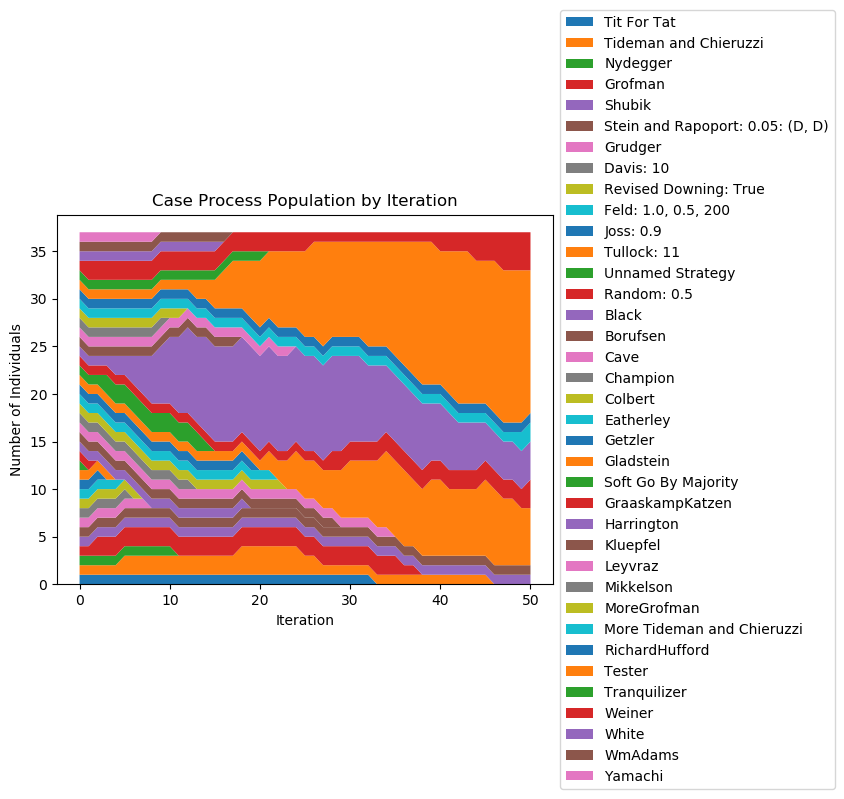 Case Process Population by Iteration
Number of Individuals
35
30
25
20
15
10
5
0
0 10 20 30 40 50
Iteration
Tit For Tat
Tideman and Chieruzzi
Nydegger
Grofman
Shubik
Stein and Rapoport: 0.05: (D, D)
Grudger
Davis: 10
Revised Downing: True
Feld: 1.0, 0.5, 200
Joss: 0.9
Tullock: 11
Unnamed Strategy
Random: 0.5
Black
Borufsen
Cave
Champion
Colbert
Eatherley
Getzler
Gladstein
Soft Go By Majority
GraaskampKatzen
Harrington
Kluepfel
Leyvraz
Mikkelson
MoreGrofman
More Tideman and Chieruzzi
RichardHufford
Tester
Tranquilizer
Weiner
White
WmAdams
Yamachi